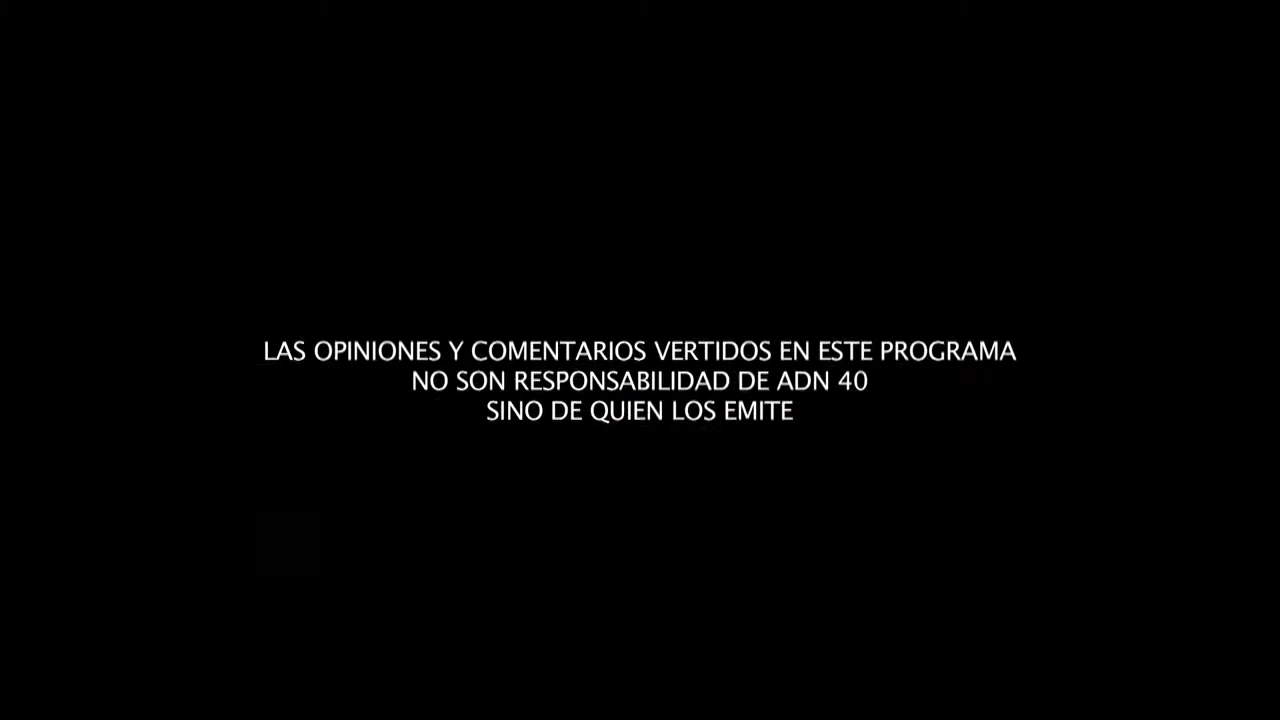 LAS OPINIONES Y COMENTARIOS VERTIDOS EN ESTE PROGRAMA
NO SON RESPONSABILIDAD DE ADN 40
SINO DE QUIEN LOS EMITE